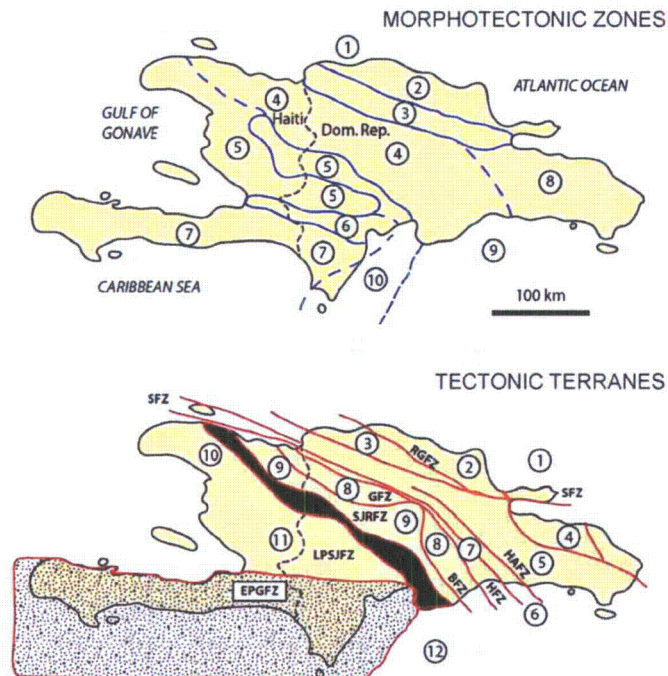 MORPHOTECTONIC ZONES
1
ATLANTIC OCEAN
2
GULF OF
GONAVE
4
3
Haiti
Dom. Rep.
4
5
5
8
5
6
7
7
9
10
CARIBBEAN SEA
100 km
TECTONIC TERRANES
SFZ
3
RGFZ
2
1
10
9
8
GFZ
SFZ
SJRFZ
9
4
11
LPSJFZ
8
7
HAFZ
5
EPGFZ
BFZ
HFZ
6
12